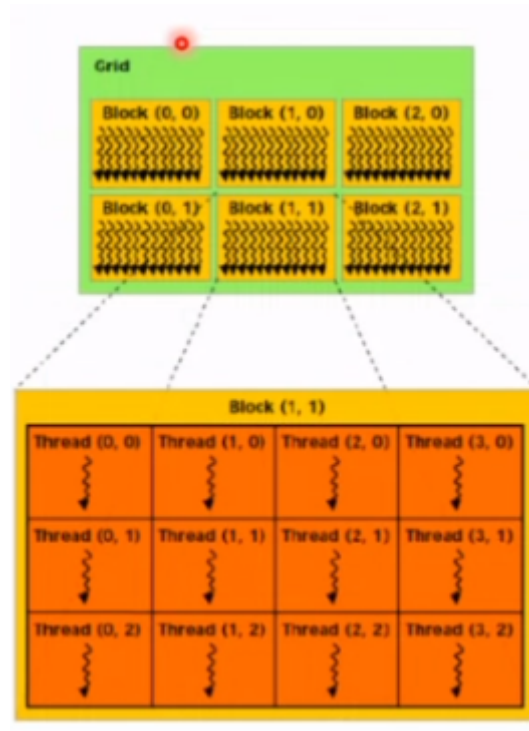 Grid
Block (0, 0) Block (1, 0) Block (2, 0)
Block (0, 1) Block (1, 1) Block (2, 1)
Block (1, 1)
Thread (0, 0) Thread (1, 0) Thread (2, 0) Thread (3, 0)
Thread (0, 1) Thread (1, 1) Thread (2, 1) Thread (3, 1)
Thread (0, 2) Thread (1, 2) Thread (2, 2) Thread (3, 2)